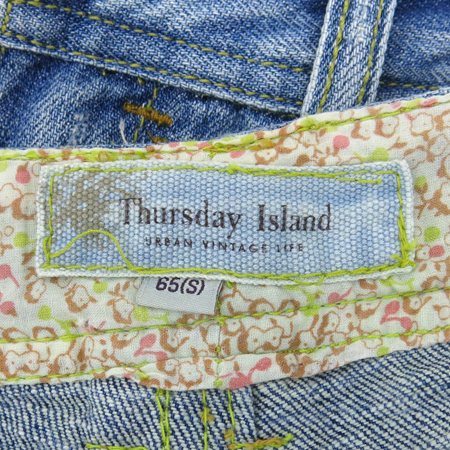 Thursday Island
URBAN VINTAGE LIFE
65(S)